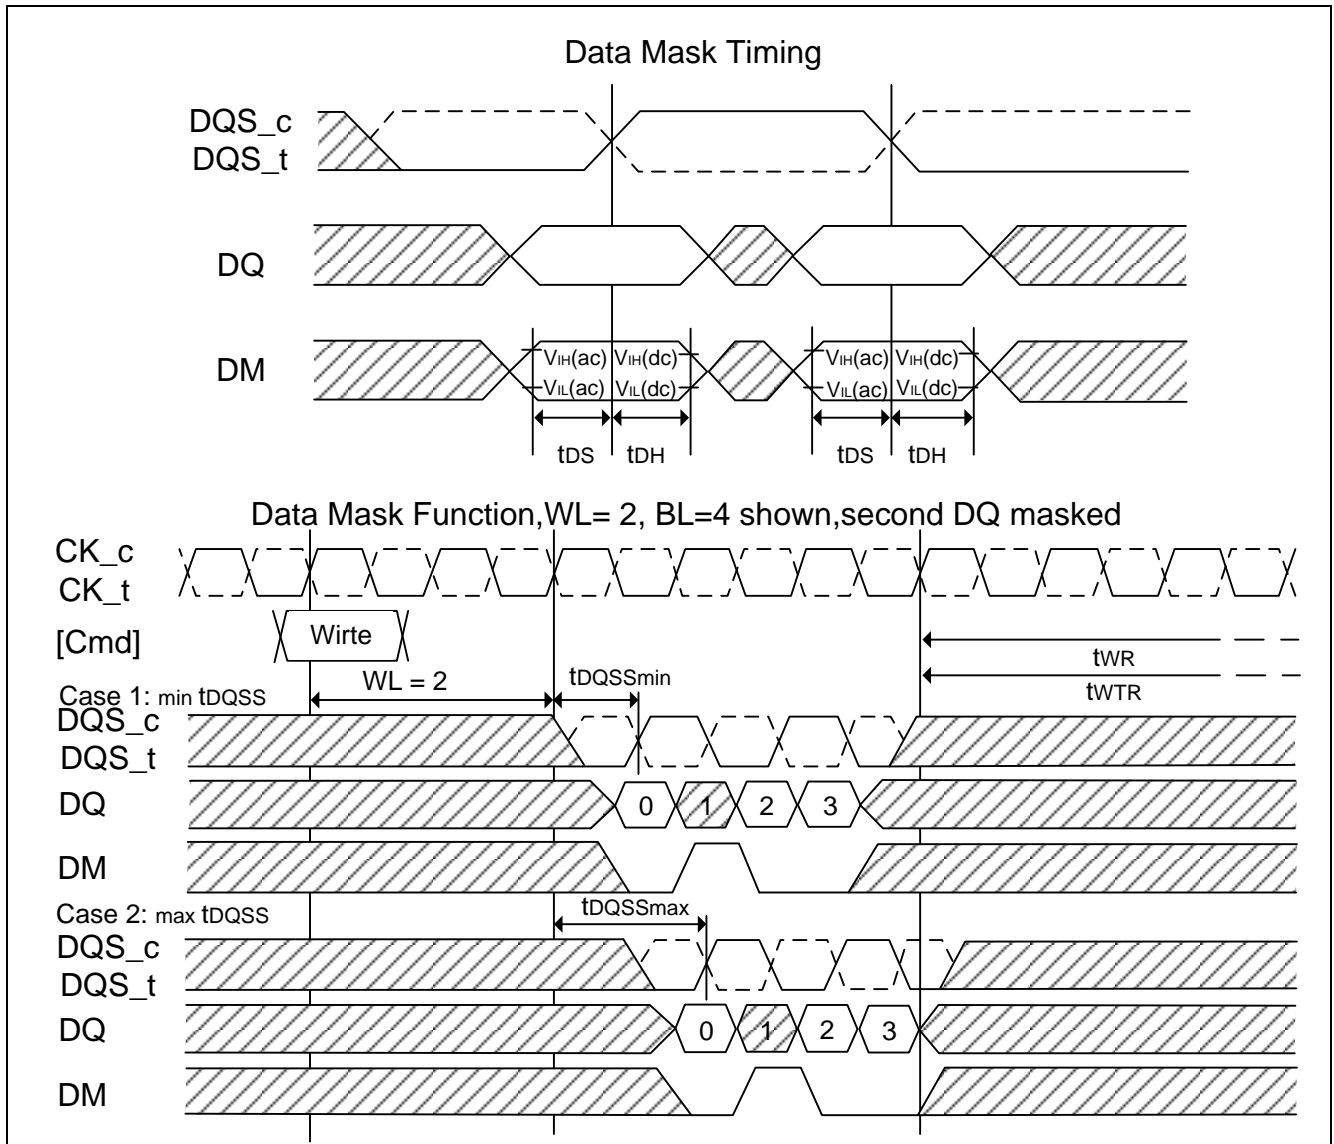 Data Mask Timing
DQS_c
DQS_t
DQ
DM
VIH(ac) VIH(dc) VIH(ac) VIH(dc)
VIL(ac) VIL(dc) VIL(ac) VIL(dc)
tDS tDH tDS tDH
Data Mask Function,WL= 2, BL=4 shown,second DQ masked
CK_c
CK_t
[Cmd] Wirte tWR
WL = 2 tDQSSmin tWTR
Case 1: min tDQSS
DQS_c
DQS_t
DQ 0 1 2 3
DM
Case 2: max tDQSS tDQSSmax
DQS_c
DQS_t
DQ 0 1 2 3
DM